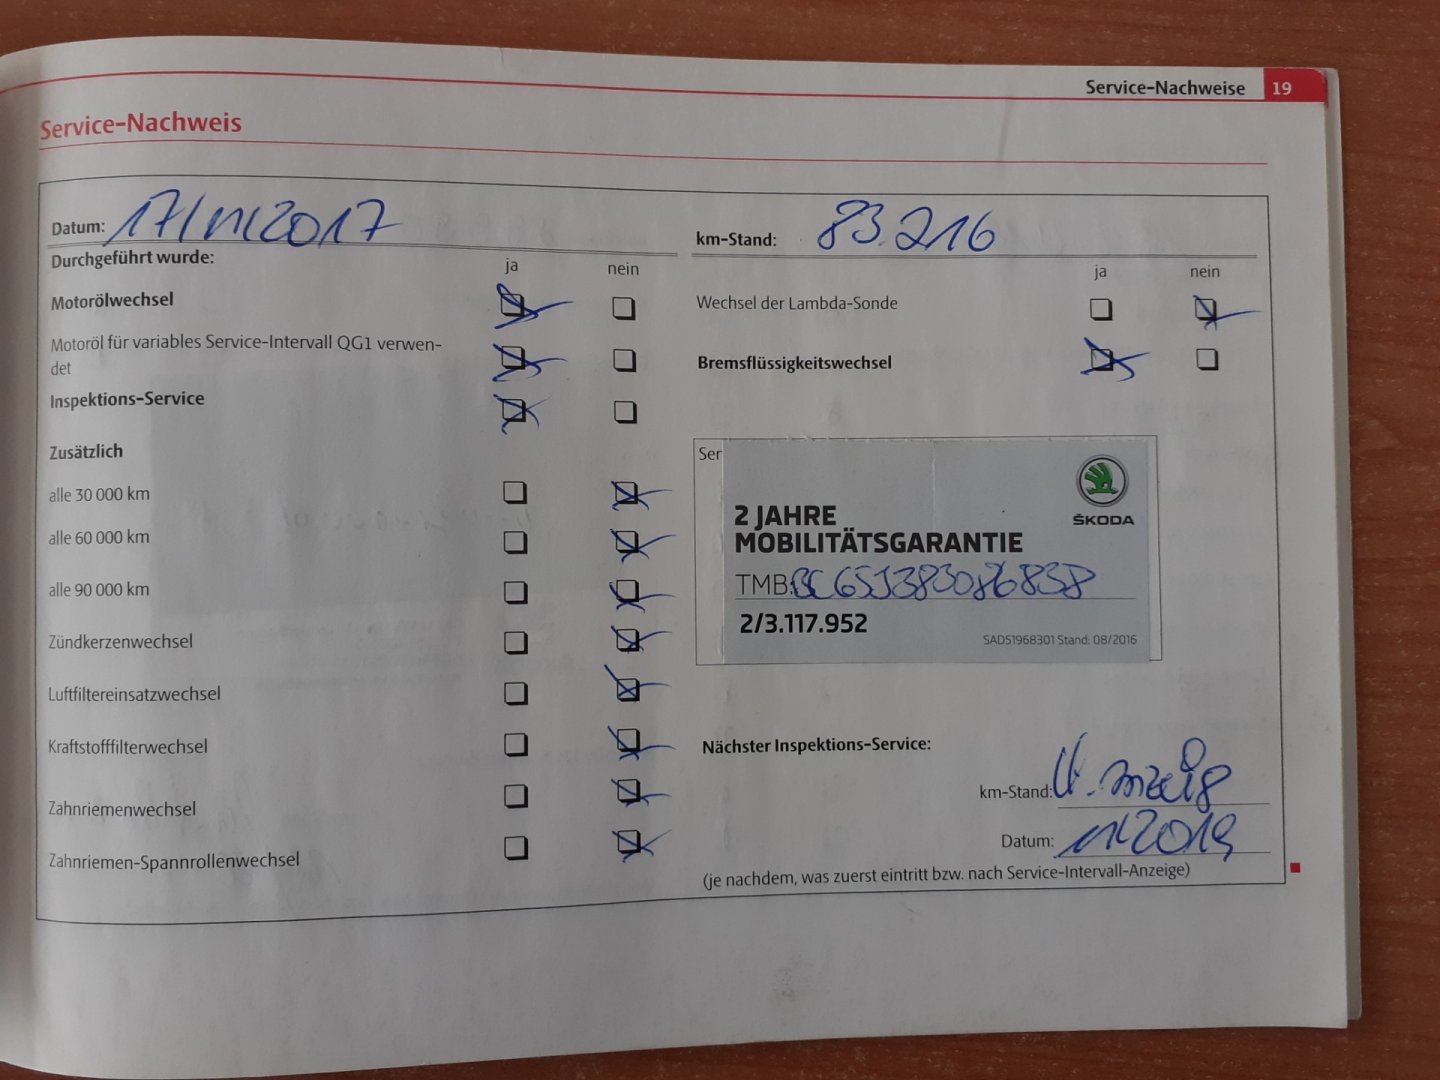 Service-Nachweise 19
Service-Nachweis
Datum: 17/11/2017
km-Stand: 83.216
Durchgeführt wurde:
ja nein
ja nein
Motorölwechsel
Wechsel der Lambda-Sonde
Motoröl für variables Service-Intervall QG1 verwen-
det
Bremsflüssigkeitswechsel
Inspektions-Service
Zusätzlich
alle 30 000 km
alle 60 000 km
alle 90 000 km
Zündkerzenwechsel
Luftfiltereinsatzwechsel
Kraftstofffilterwechsel
Zahnriemenwechsel
Zahnriemen-Spannrollenwechsel
Ser
ŠKODA
2 JAHRE
MOBILITÄTSGARANTIE
TMB:
2/3.117.952
SAD51968301 Stand: 08/2016
Nächster Inspektions-Service:
km-Stand:
Datum: 11/2019
(je nachdem, was zuerst eintritt bzw. nach Service-Intervall-Anzeige)